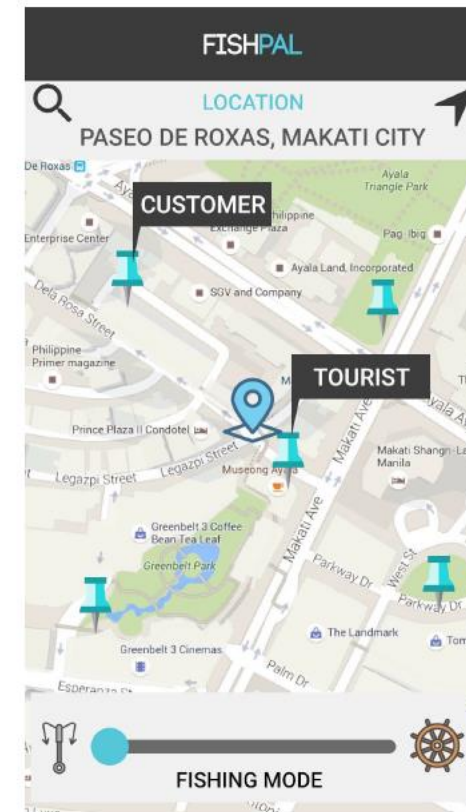 FISHPAL
LOCATION
PASEO DE ROXAS, MAKATI CITY
De Roxas
Ayala
Triangle Park
CUSTOMER
Philippine
Exchange Plaza
Enterprise Center
Pag-Ibig
Ayala Land, Incorporated
SGV and Company
Dela Rosa Street
Philippine
Primer magazine
TOURIST
Makati Ave
Prince Plaza II Condotel
Legazpi Street
Legazpi Street
Museong Ayala
Makati Shangri-La
Manila
Makati Ave
Greenbelt 3 Coffee
Bean Tea Leaf
Greenbelt Park
Parkway Dr
West St
Parkway Dr
The Landmark
Tom
Greenbelt 3 Cinemas
Palm Dr
Esperanza
FISHING MODE